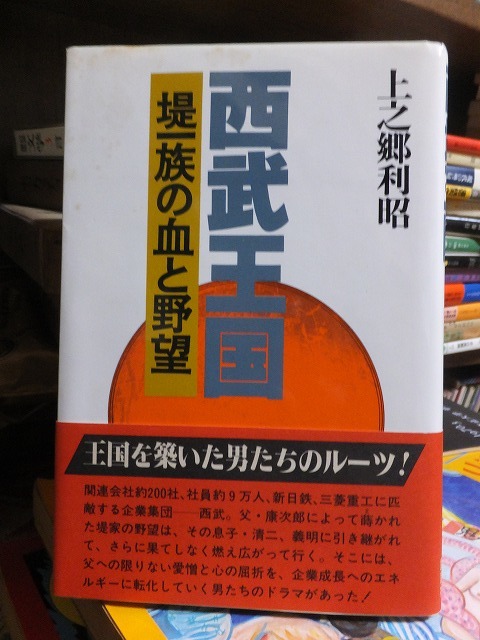 上之郷利昭
西武王国
堤一族の血と野望
王国を築いた男たちのルーツ!
関連会社約200社、社員約9万人、新日鉄、三菱重工に匹
敵する企業集団――西武。父・康次郎によって蒔かれ
た堤家の野望は、その息子・清二、義明に引き継がれ
て、さらに果てしなく燃え広がって行く。そこには、
父への限りない愛憎と心の屈折を、企業成長へのエネ
ルギーに転化していく男たちのドラマがあった!